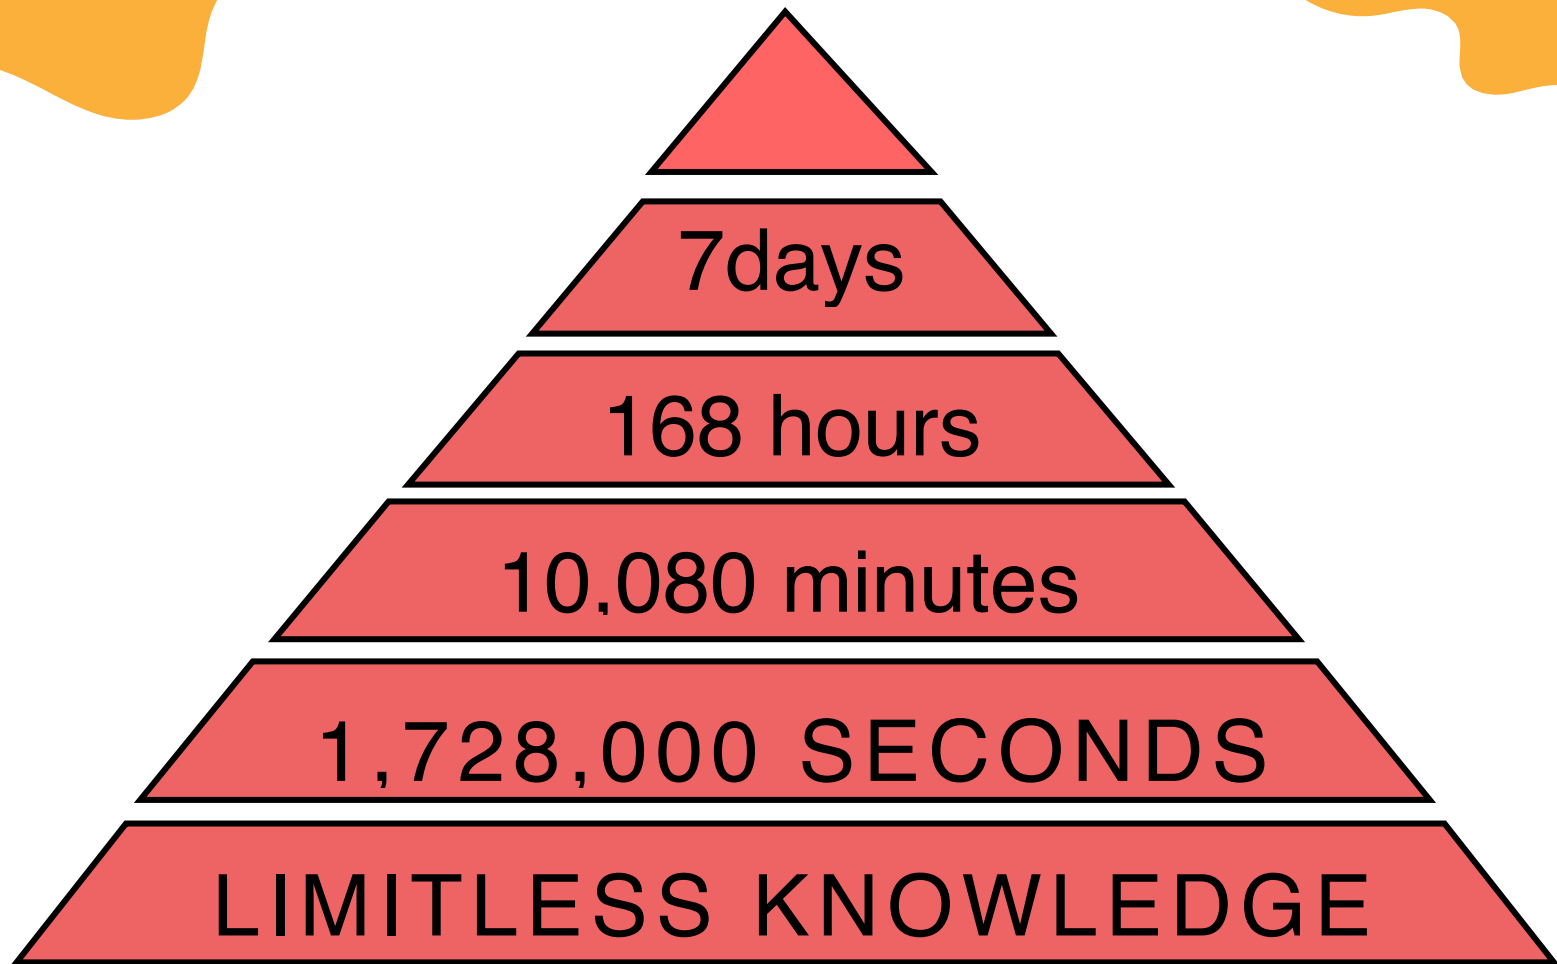 7days
168 hours
10,080 minutes
1,728,000 SECONDS
LIMITLESS KNOWLEDGE